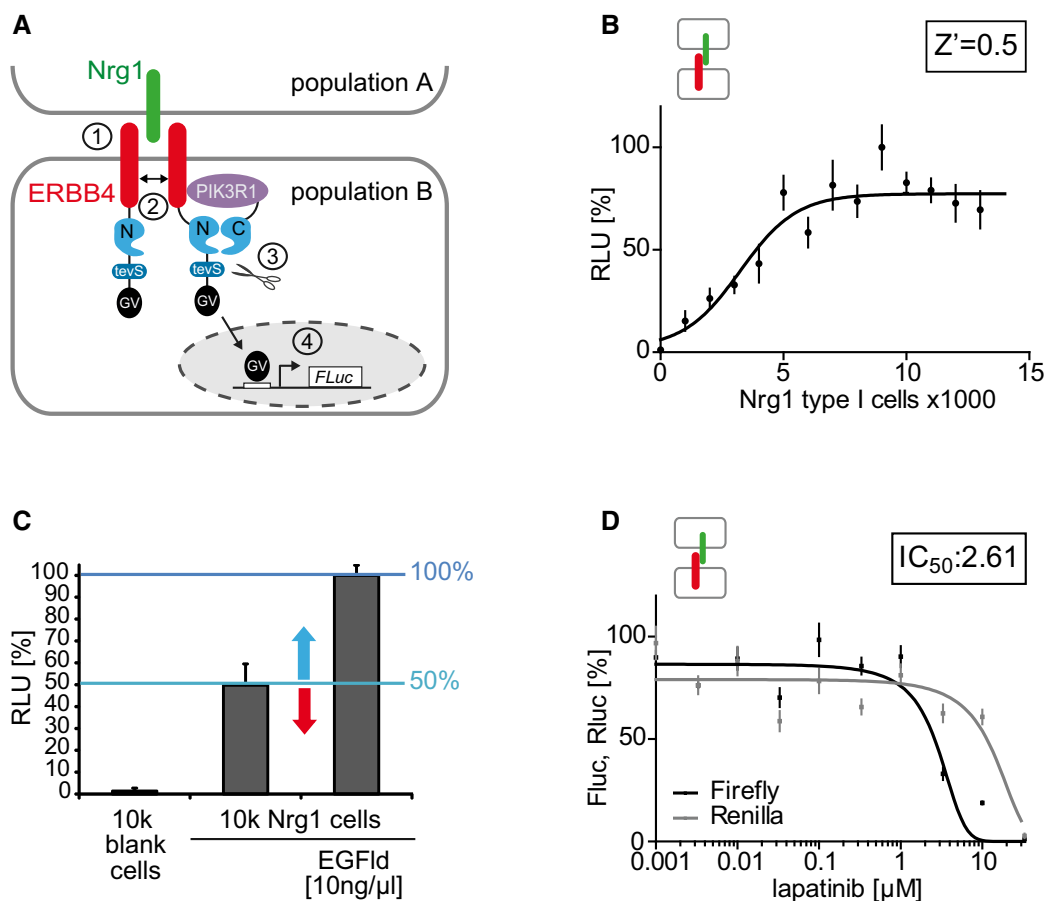 A
Nrg1
population A
1
ERBB4
2
PIK3R1
population B
N
N
C
3
tevS
tevS
GV
GV
4
GV
FLuc
B
Z'=0.5
RLU [%]
100
50
0
0
5
10
15
Nrg1 type I cells x1000
C
RLU [%]
100
90
80
70
60
50
40
30
20
10
0
100%
50%
10k
blank
cells
10k Nrg1 cells
EGFld
[10ng/µl]
D
IC50:2.61
Fluc, Rluc [%]
100
50
0
Firefly
Renilla
0.001
0.01
0.1
1
10
lapatinib [µM]